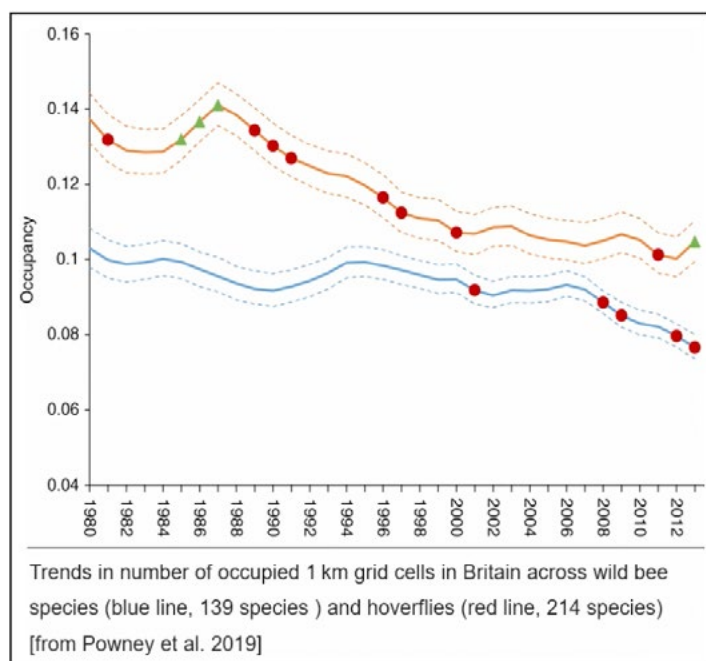 0.16
0.14
0.12
0.1
0.08
0.06
0.04
Occupancy
1980 1982 1984 1986 1988 1990 1992 1994 1996 1998 2000 2002 2004 2006 2008 2010 2012
Trends in number of occupied 1 km grid cells in Britain across wild bee
species (blue line, 139 species ) and hoverflies (red line, 214 species)
[from Powney et al. 2019]